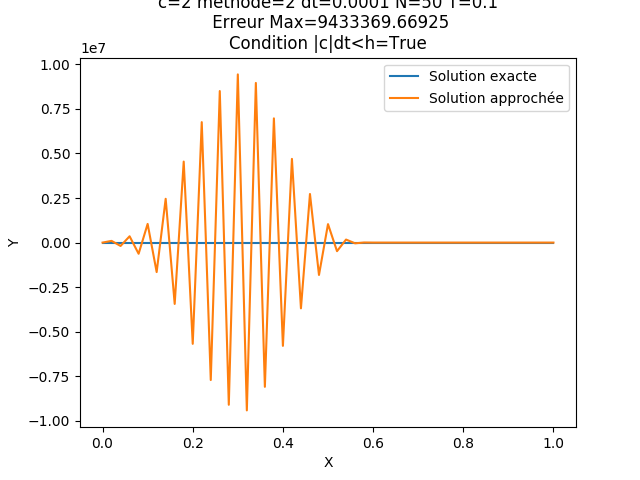 c=2 methode=2 dt=0.0001 N=50 T=0.1
Erreur Max=9433369.66925
Condition |c|dt<h=True
1e7
Solution exacte
Solution approchée
1.00
0.75
0.50
0.25
0.00
−0.25
−0.50
−0.75
−1.00
Y
0.0 0.2 0.4 0.6 0.8 1.0
X